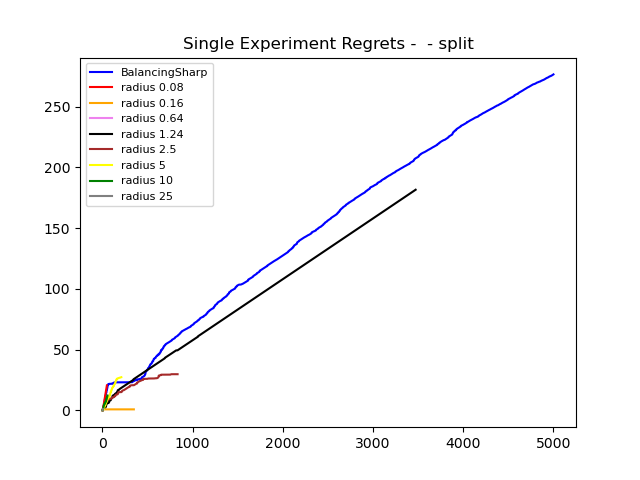 Single Experiment Regrets -  - split
BalancingSharp
radius 0.08
radius 0.16
radius 0.64
radius 1.24
radius 2.5
radius 5
radius 10
radius 25
250
200
150
100
50
0
0 1000 2000 3000 4000 5000